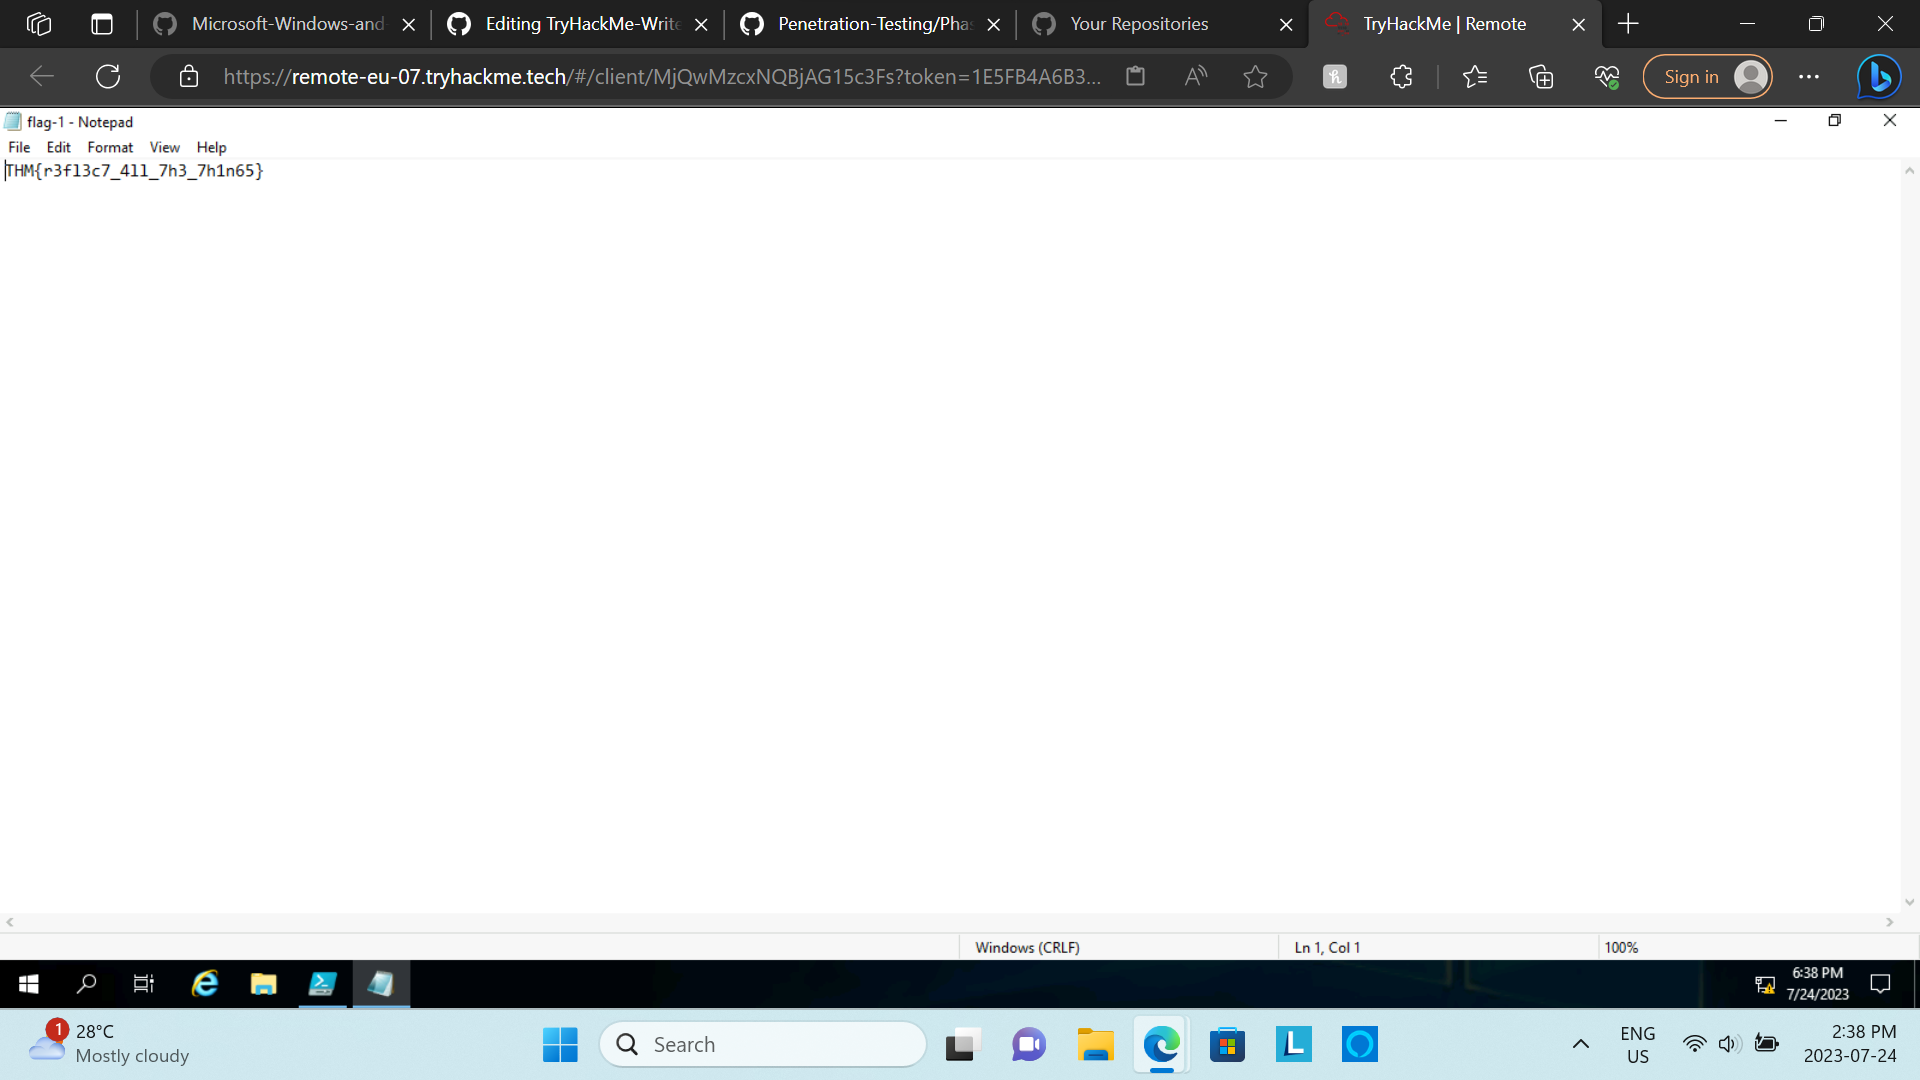 Microsoft-Windows-and
Editing TryHackMe-Write
Penetration-Testing/Phas
Your Repositories
TryHackMe | Remote
https://remote-eu-07.tryhackme.tech/#/client/MjQwMzcxNQBjAG15c3Fs?token=1E5FB4A6B3...
Sign in
flag-1 - Notepad
File Edit Format View Help
THM{r3fl3c7_4ll_7h3_7h1n65}
Windows (CRLF)
Ln 1, Col 1
100%
6:38 PM
7/24/2023
1
28°C
Mostly cloudy
Search
ENG
US
2:38 PM
2023-07-24